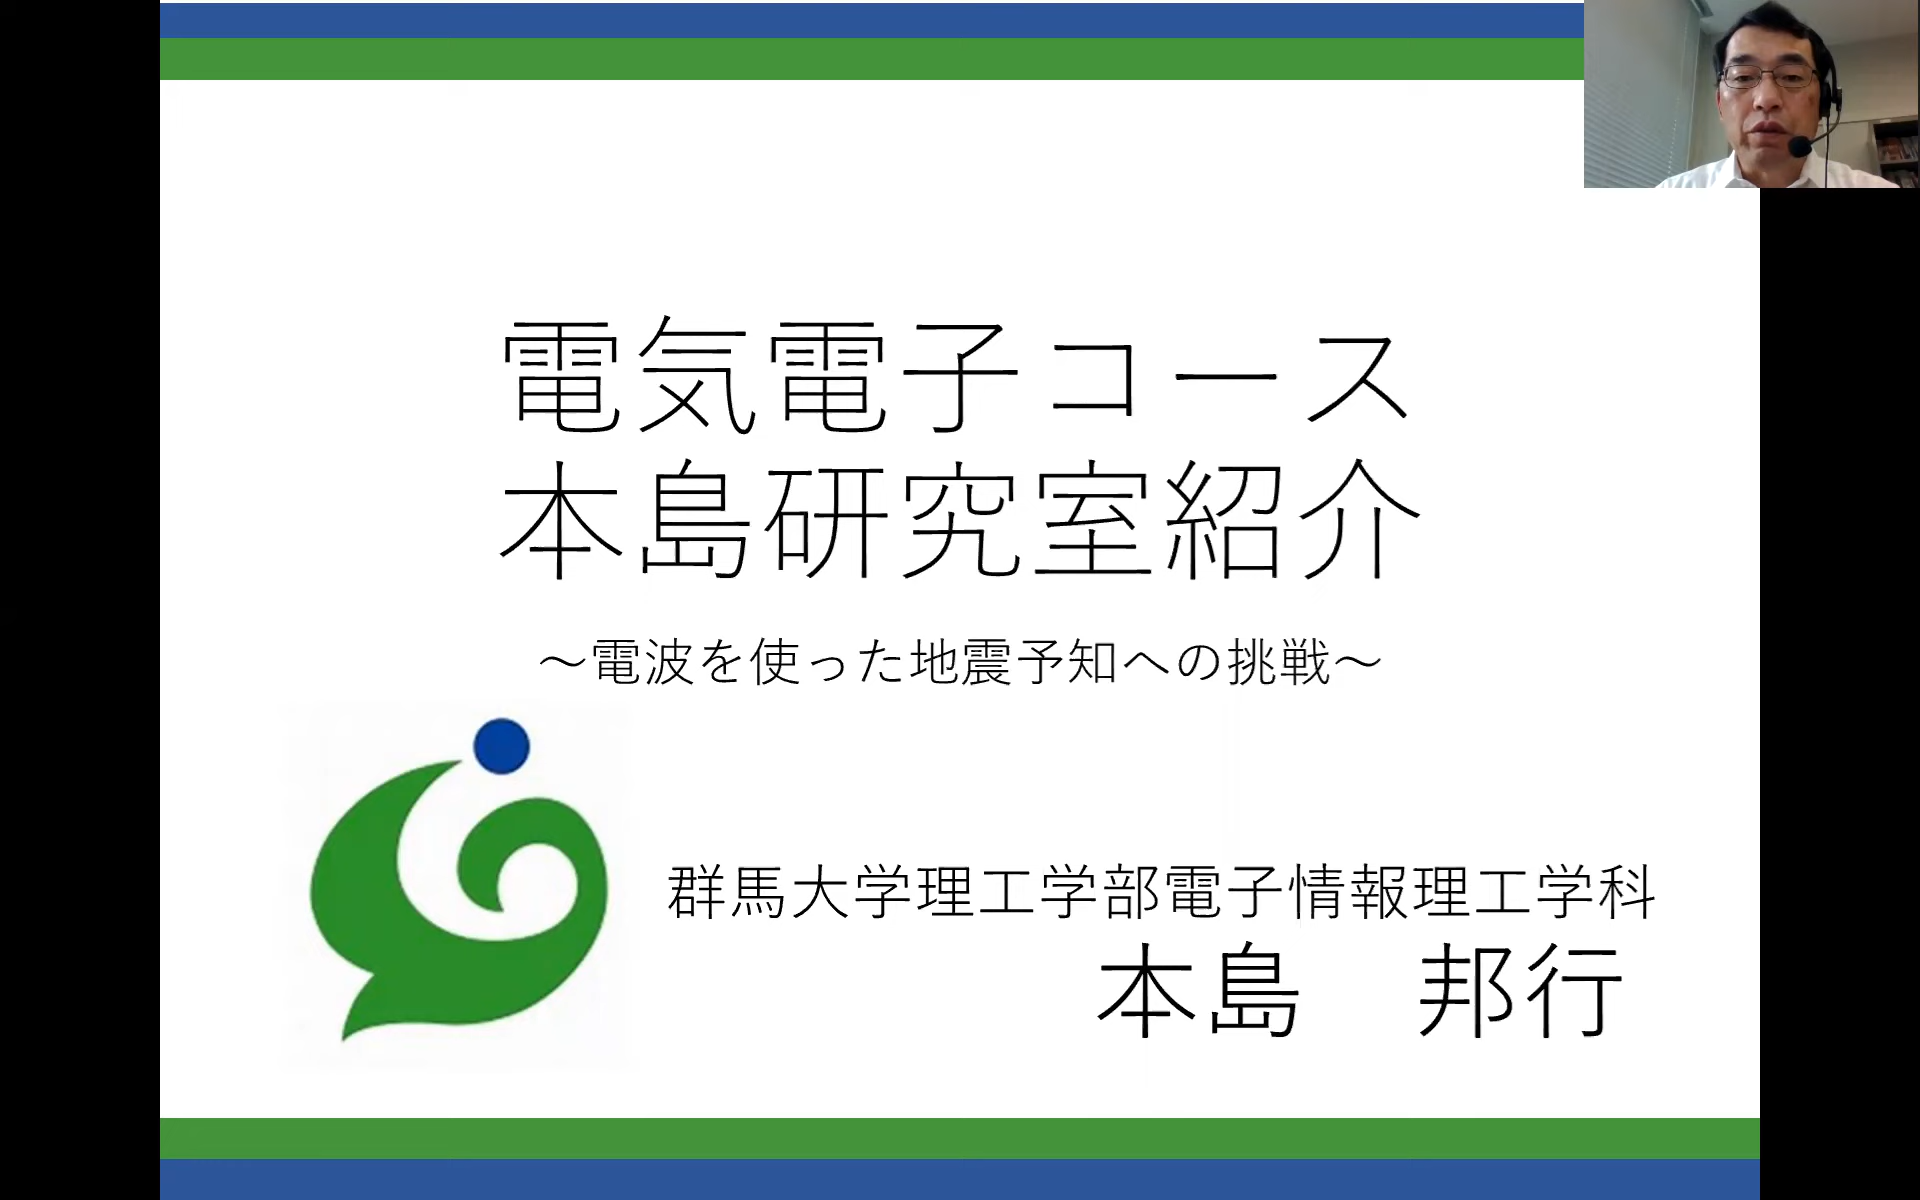 電気電子コース
本島研究室紹介
～電波を使った地震予知への挑戦～
群馬大学理工学部電子情報理工学科
本島　邦行